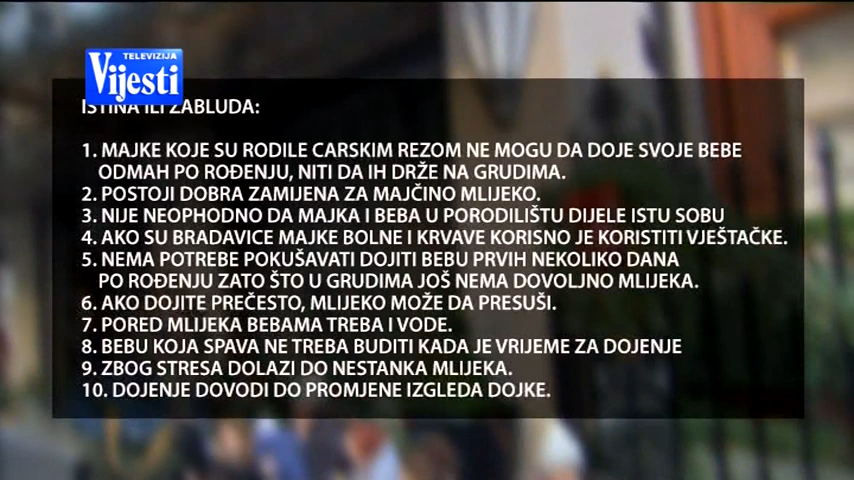 TELEVIZIJA
Vijesti
ISTINA ILI ZABLUDA:
1. MAJKE KOJE SU RODILE CARSKIM REZOM NE MOGU DA DOJE SVOJE BEBE
ODMAH PO ROĐENJU, NITI DA IH DRŽE NA GRUDIMA.
2. POSTOJI DOBRA ZAMIJENA ZA MAJČINO MLIJEKO.
3. NIJE NEOPHODNO DA MAJKA I BEBA U PORODILIŠTU DIJELE ISTU SOBU
4. AKO SU BRADAVICE MAJKE BOLNE I KRVAVE KORISNO JE KORISTITI VJEŠTAČKE.
5. NEMA POTREBE POKUŠAVATI DOJITI BEBU PRVIH NEKOLIKO DANA
PO ROĐENJU ZATO ŠTO U GRUDIMA JOŠ NEMA DOVOLJNO MLIJEKA.
6. AKO DOJITE PREČESTO, MLIJEKO MOŽE DA PRESUŠI.
7. PORED MLIJEKA BEBAMA TREBA I VODE.
8. BEBU KOJA SPAVA NE TREBA BUDITI KADA JE VRIJEME ZA DOJENJE
9. ZBOG STRESA DOLAZI DO NESTANKA MLIJEKA.
10. DOJENJE DOVODI DO PROMJENE IZGLEDA DOJKE.